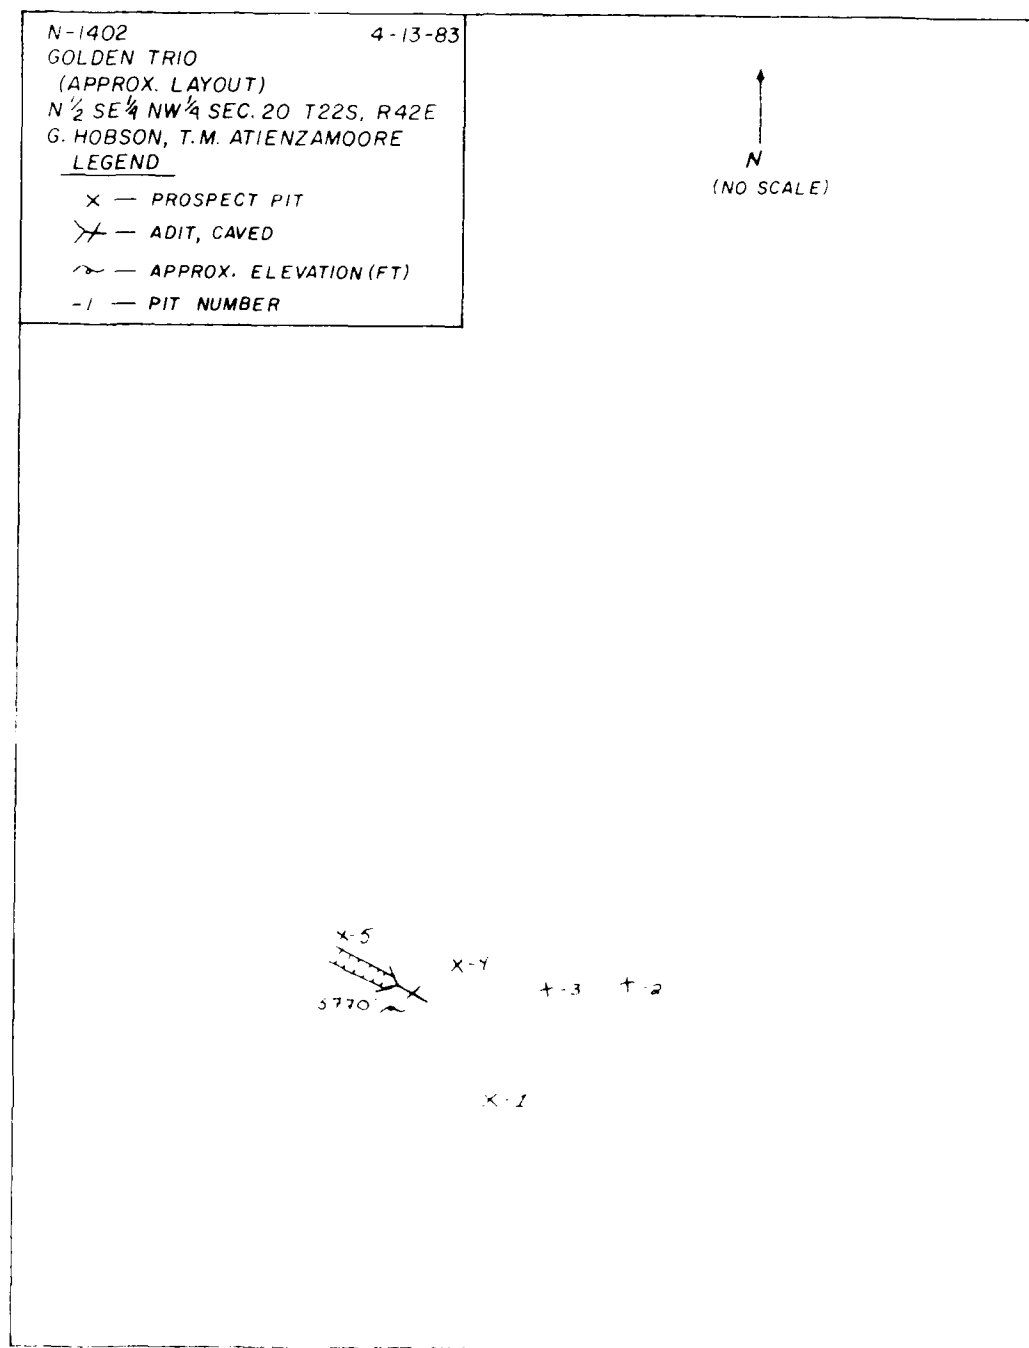 N-1402 4-13-83
GOLDEN TRIO
(APPROX. LAYOUT)
N 1/2 SE 1/4 NW 1/4 SEC. 20 T22S, R42E
G. HOBSON, T.M. ATIENZAMOORE
LEGEND
X — PROSPECT PIT
— ADIT, CAVED
— APPROX. ELEVATION (FT)
-1 — PIT NUMBER
N
(NO SCALE)
x-5
x-4
+-3
+-2
5770'
x-1